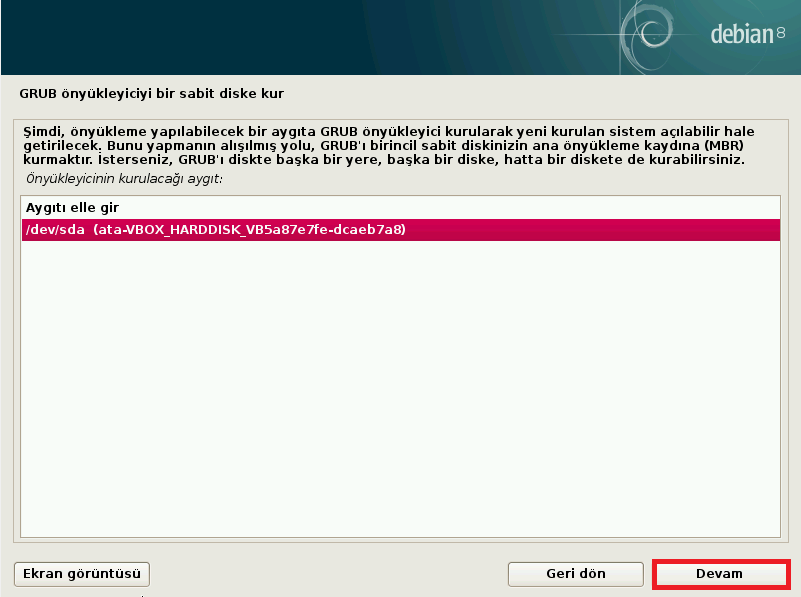 debian 8
GRUB önyükleyiciyi bir sabit diske kur
Şimdi, önyükleme yapılabilecek bir aygıta GRUB önyükleyici kurularak yeni kurulan sistem açılabilir hale
getirilecek. Bunu yapmanın alışılmış yolu, GRUB'ı birincil sabit diskinizin ana önyükleme kaydına (MBR)
kurmaktır. İsterseniz, GRUB'ı diskte başka bir yere, başka bir diske, hatta bir diskete de kurabilirsiniz.
Önyükleyicinin kurulacağı aygıt:
Aygıtı elle gir
/dev/sda (ata-VBOX_HARDDISK_VB5a87e7fe-dcaeb7a8)
Ekran görüntüsü
Geri dön
Devam